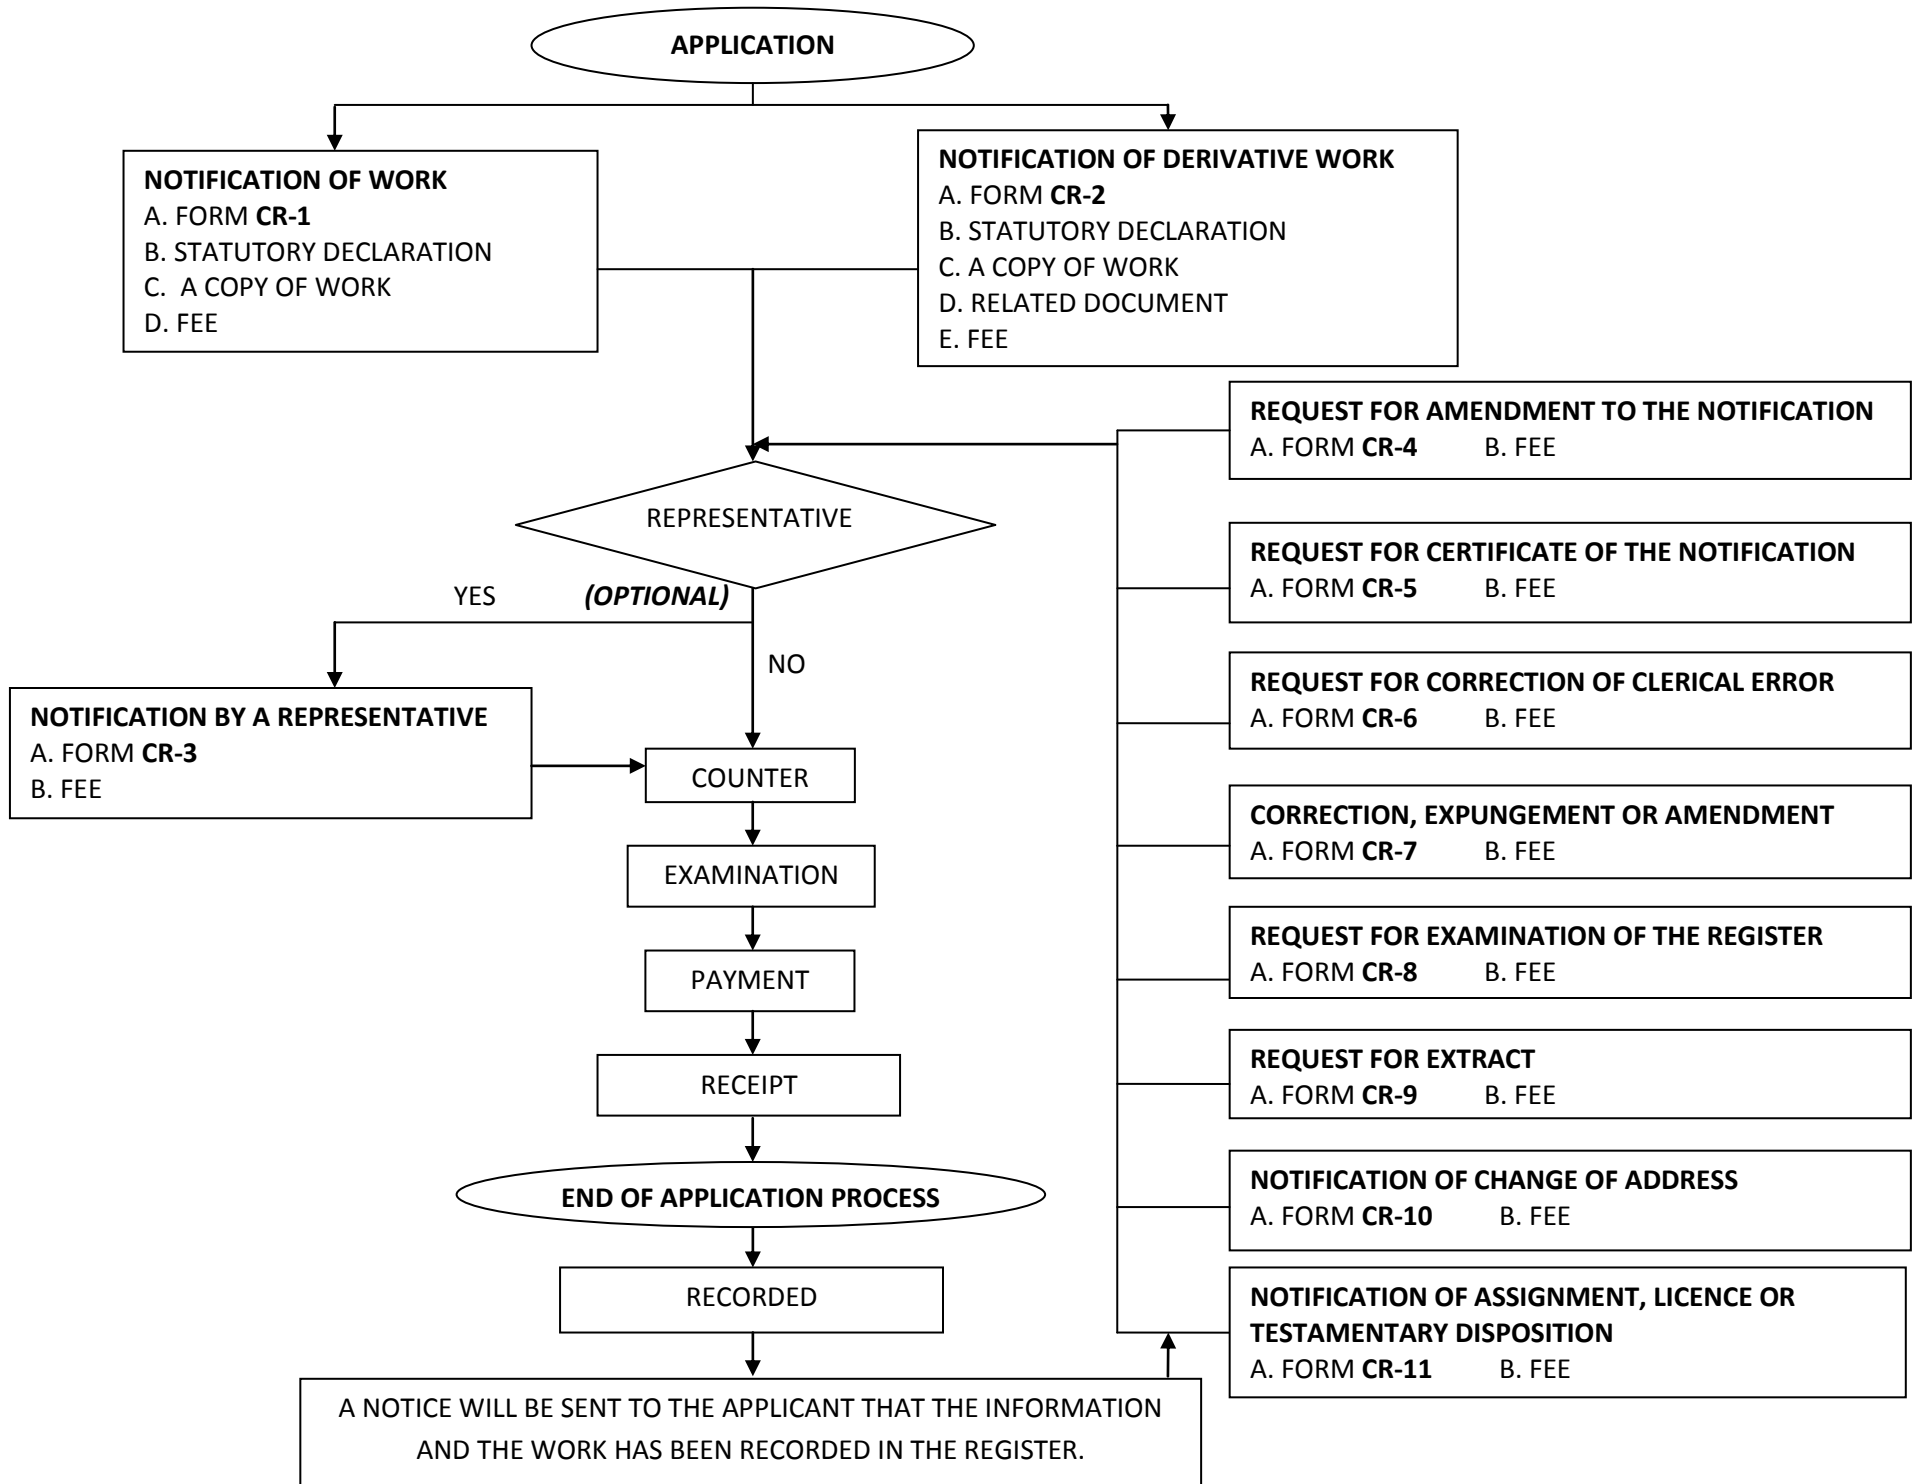 APPLICATION
NOTIFICATION OF WORK
A. FORM CR-1
B. STATUTORY DECLARATION
C. A COPY OF WORK
D. FEE
NOTIFICATION OF DERIVATIVE WORK
A. FORM CR-2
B. STATUTORY DECLARATION
C. A COPY OF WORK
D. RELATED DOCUMENT
E. FEE
REPRESENTATIVE
YES (OPTIONAL)
NO
NOTIFICATION BY A REPRESENTATIVE
A. FORM CR-3
B. FEE
COUNTER
EXAMINATION
PAYMENT
RECEIPT
END OF APPLICATION PROCESS
RECORDED
A NOTICE WILL BE SENT TO THE APPLICANT THAT THE INFORMATION
AND THE WORK HAS BEEN RECORDED IN THE REGISTER.
REQUEST FOR AMENDMENT TO THE NOTIFICATION
A. FORM CR-4 B. FEE
REQUEST FOR CERTIFICATE OF THE NOTIFICATION
A. FORM CR-5 B. FEE
REQUEST FOR CORRECTION OF CLERICAL ERROR
A. FORM CR-6 B. FEE
CORRECTION, EXPUNGEMENT OR AMENDMENT
A. FORM CR-7 B. FEE
REQUEST FOR EXAMINATION OF THE REGISTER
A. FORM CR-8 B. FEE
REQUEST FOR EXTRACT
A. FORM CR-9 B. FEE
NOTIFICATION OF CHANGE OF ADDRESS
A. FORM CR-10 B. FEE
NOTIFICATION OF ASSIGNMENT, LICENCE OR
TESTAMENTARY DISPOSITION
A. FORM CR-11 B. FEE